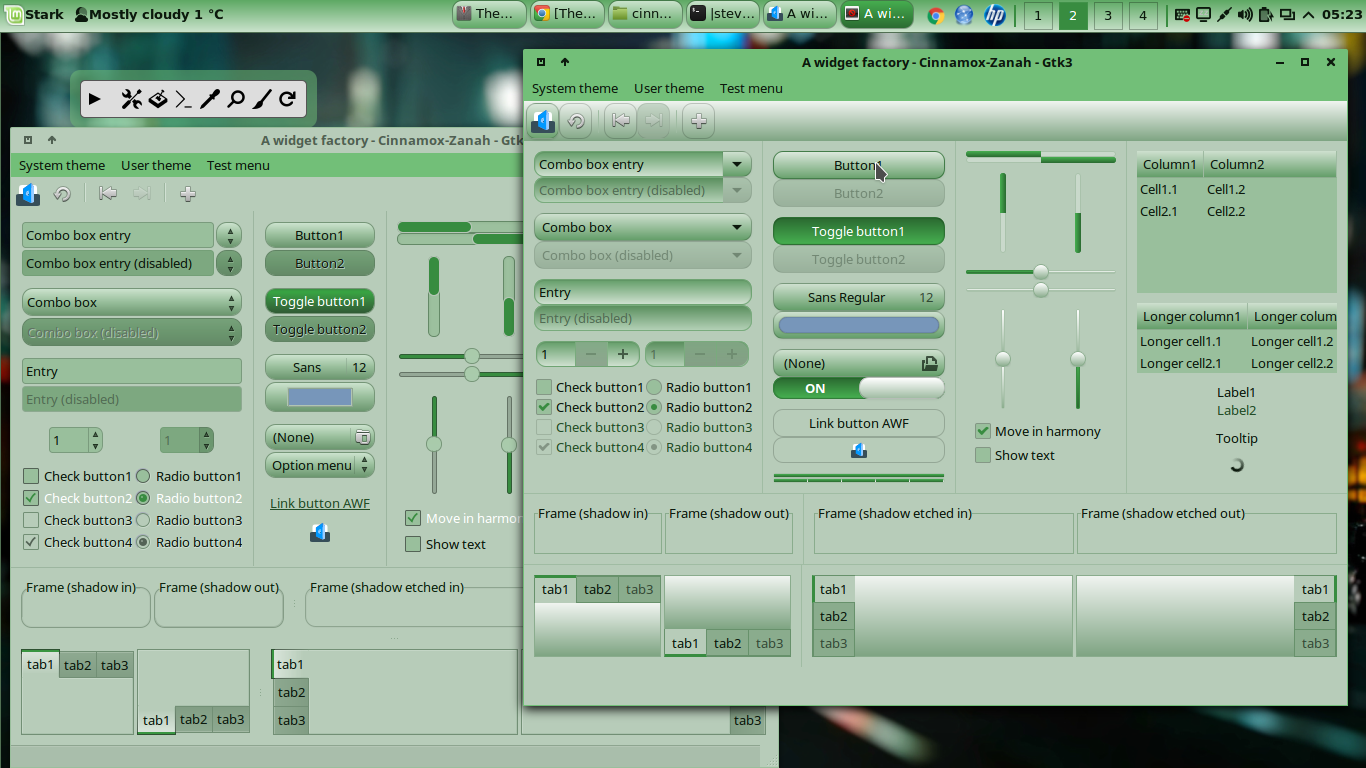 Stark Mostly cloudy 1 °C The... [The... cinn... |stev... A wi... A wi... hp 1 2 3 4 05:23
A widget factory - Cinnamox-Zanah - Gtk3
System theme User theme Test menu
Combo box entry
Combo box entry (disabled)
Combo box
Combo box (disabled)
Entry
Entry (disabled)
1 1
Check button1 Radio button1
Check button2 Radio button2
Check button3 Radio button3
Check button4 Radio button4
Button1
Button2
Toggle button1
Toggle button2
Sans Regular 12
(None)
ON
Link button AWF
Move in harmony
Show text
Column1 Column2
Cell1.1 Cell1.2
Cell2.1 Cell2.2
Longer column1 Longer colum
Longer cell1.1 Longer cell1.2
Longer cell2.1 Longer cell2.2
Label1
Label2
Tooltip
Frame (shadow in) Frame (shadow out) Frame (shadow etched in) Frame (shadow etched out)
tab1 tab2 tab3
tab1 tab2 tab3
tab1
tab2
tab3
tab1
tab2
tab3
A widget factory - Cinnamox-Zanah - Gtk
System theme User theme Test menu
Combo box entry
Combo box entry (disabled)
Combo box
Combo box (disabled)
Entry
Entry (disabled)
1 1
Check button1 Radio button1
Check button2 Radio button2
Check button3 Radio button3
Check button4 Radio button4
Button1
Button2
Toggle button1
Toggle button2
Sans 12
(None)
Option menu
Link button AWF
Move in harmon
Show text
Frame (shadow in) Frame (shadow out) Frame (shadow etched in)
tab1 tab2 tab3
tab1 tab2 tab3
tab1
tab2
tab3
tab3